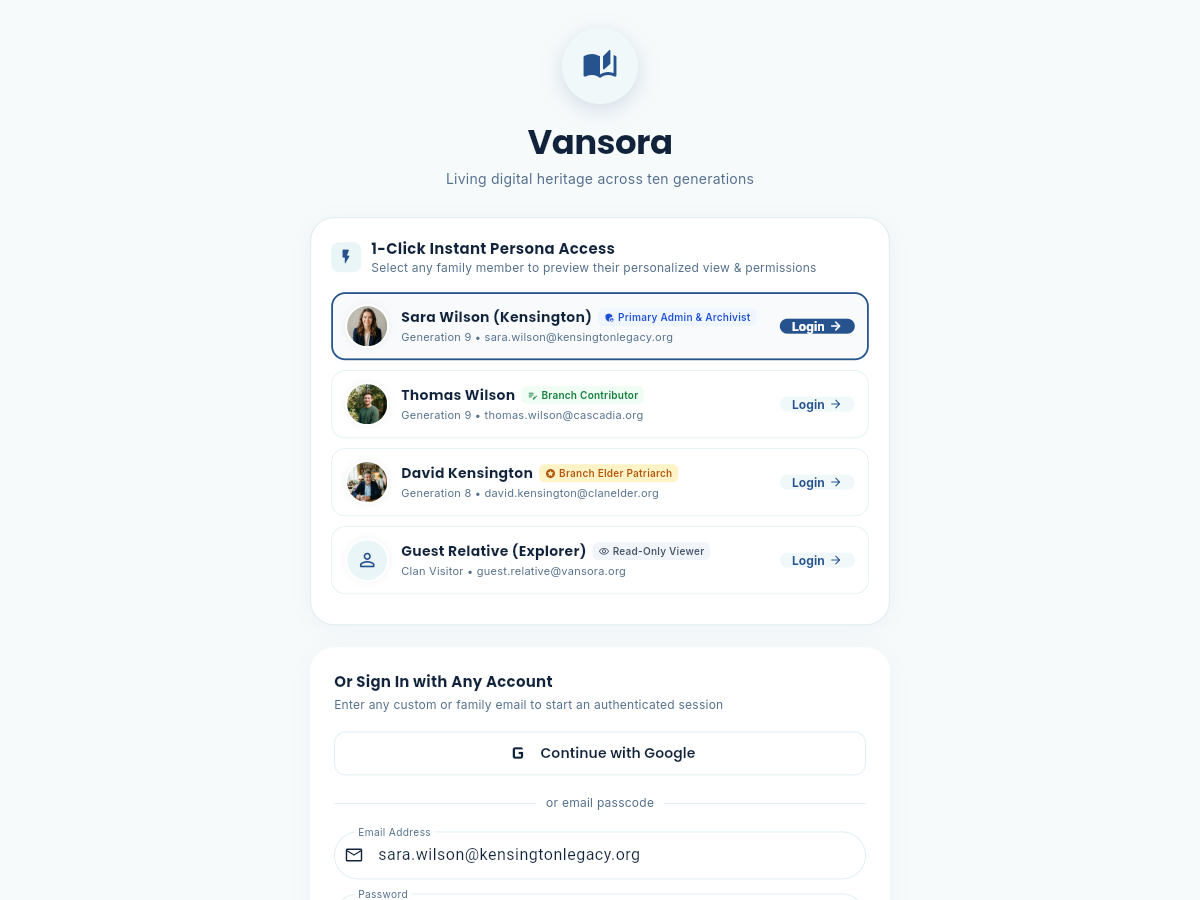 Vansora
Living digital heritage across ten generations
1-Click Instant Persona Access
Select any family member to preview their personalized view & permissions
Sara Wilson (Kensington) Primary Admin & Archivist
Generation 9 • sara.wilson@kensingtonlegacy.org
Login
Thomas Wilson Branch Contributor
Generation 9 • thomas.wilson@cascadia.org
Login
David Kensington Branch Elder Patriarch
Generation 8 • david.kensington@clanelder.org
Login
Guest Relative (Explorer) Read-Only Viewer
Clan Visitor • guest.relative@vansora.org
Login
Or Sign In with Any Account
Enter any custom or family email to start an authenticated session
G Continue with Google
or email passcode
Email Address
sara.wilson@kensingtonlegacy.org
Password